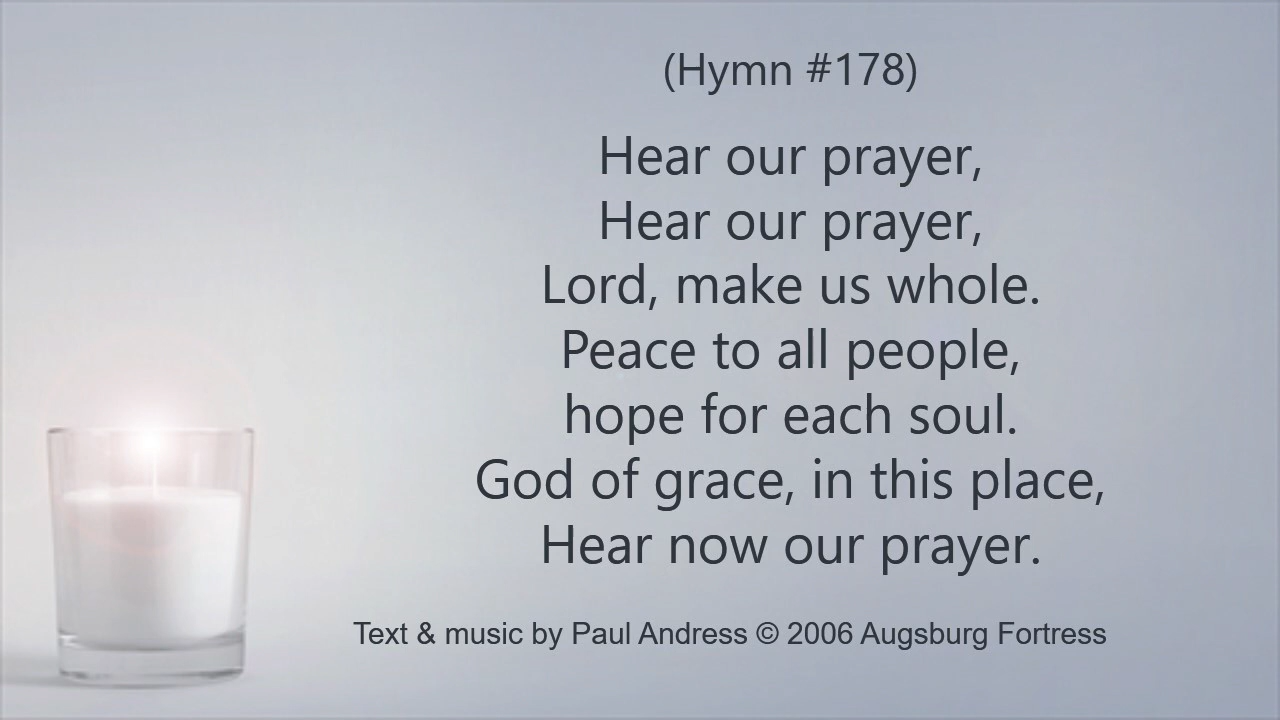 (Hymn #178)
Hear our prayer,
Hear our prayer,
Lord, make us whole.
Peace to all people,
hope for each soul.
God of grace, in this place,
Hear now our prayer.
Text & music by Paul Andress © 2006 Augsburg Fortress